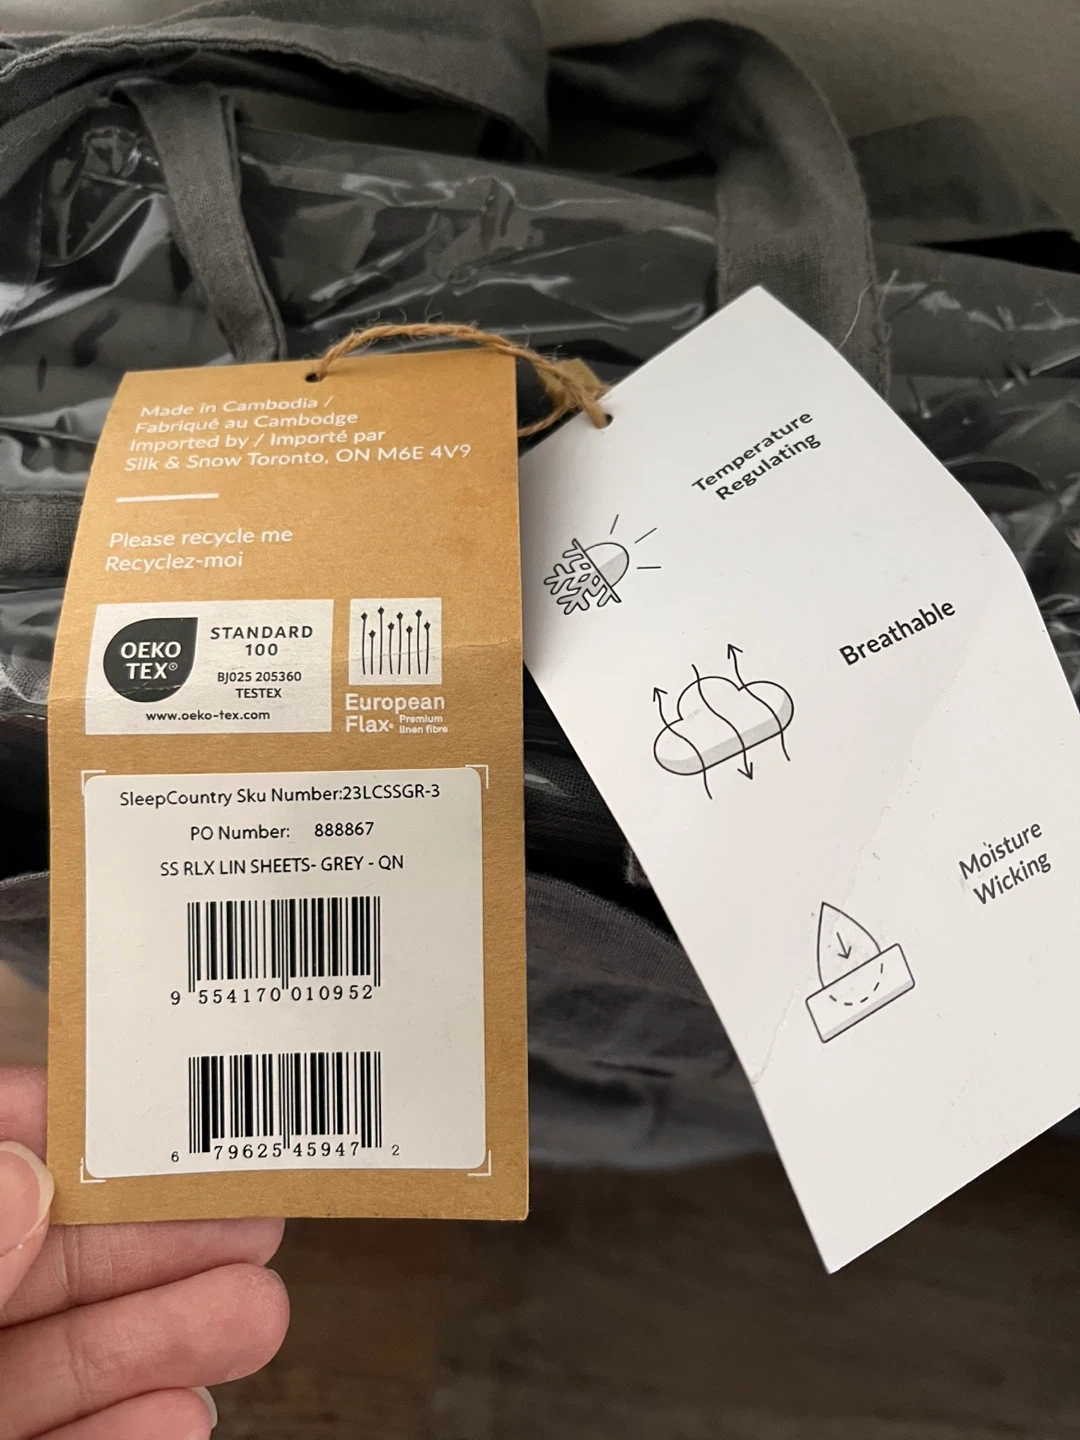 Made in Cambodia /
Fabriqué au Cambodge
Imported by / Importé par
Silk & Snow Toronto, ON M6E 4V9
Please recycle me
Recyclez-moi
OEKO
TEX®
STANDARD
100
BJ025 205360
TESTEX
www.oeko-tex.com
European
Flax® Premium
linen fibre
SleepCountry Sku Number:23LCSSGR-3
PO Number: 888867
SS RLX LIN SHEETS- GREY - QN
9 554170 010952
6 79625 45947 2
Temperature
Regulating
Breathable
Moisture
Wicking